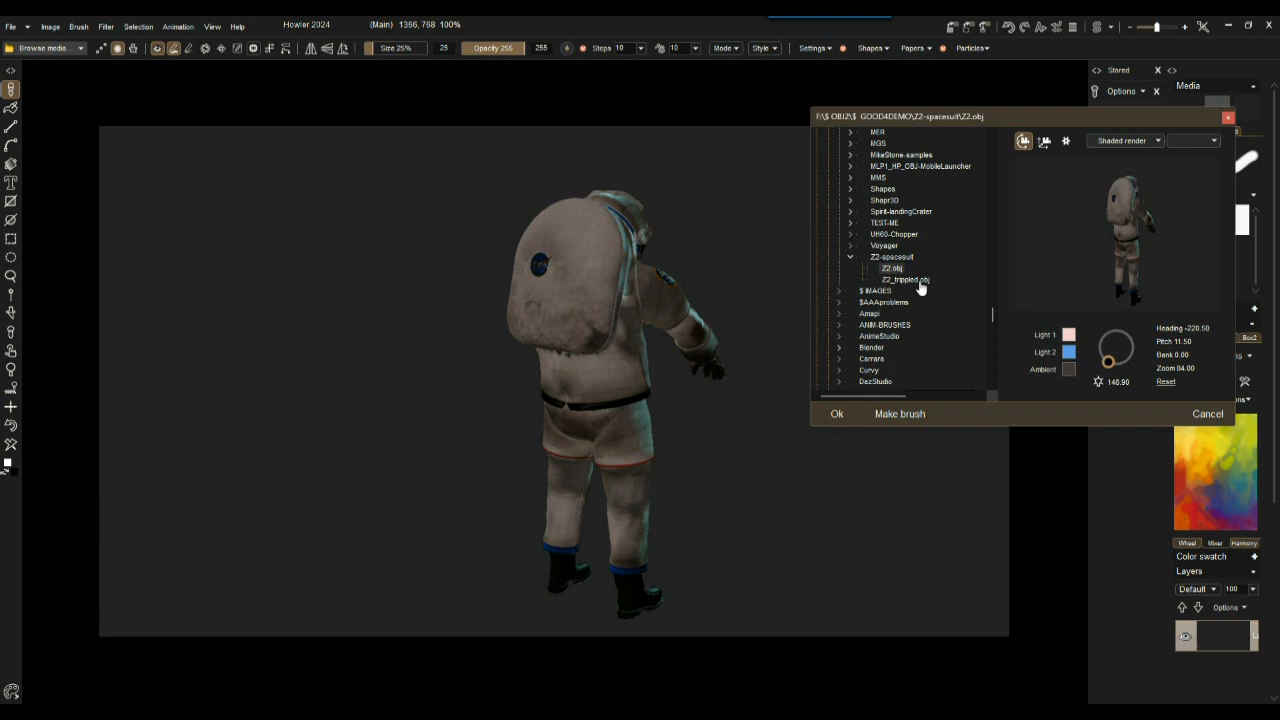 File Image Brush Filter Selection Animation View Help Howler 2024 (Main) 1366, 768 100%
Browse media... Size 25% 25 Opacity 255 255 Steps 10 10 Mode Style Settings Shapes Papers Particles
Stored X
Options X
Media
F:\$ OBJ2\$ GOOD4DEMO\Z2-spacesuit\Z2.obj
MER
MGS
MikeStone-samples
MLP1_HP_OBJ-MobileLauncher
MMS
Shapes
Shapr3D
Spirit-landingCrater
TEST-ME
UH60-Chopper
Voyager
Z2-spacesuit
Z2.obj
Z2_trippled.obj
$ IMAGES
$AAAproblems
Amapi
ANIM-BRUSHES
AnimeStudio
Blender
Carrara
Curvy
DazStudio
Shaded render
Light 1
Light 2
Ambient
148.90
Heading -220.50
Pitch 11.50
Bank 0.00
Zoom 84.00
Reset
Ok Make brush Cancel
Box2
Wheel Mixer Harmony
Color swatch
Layers
Default 100
Options